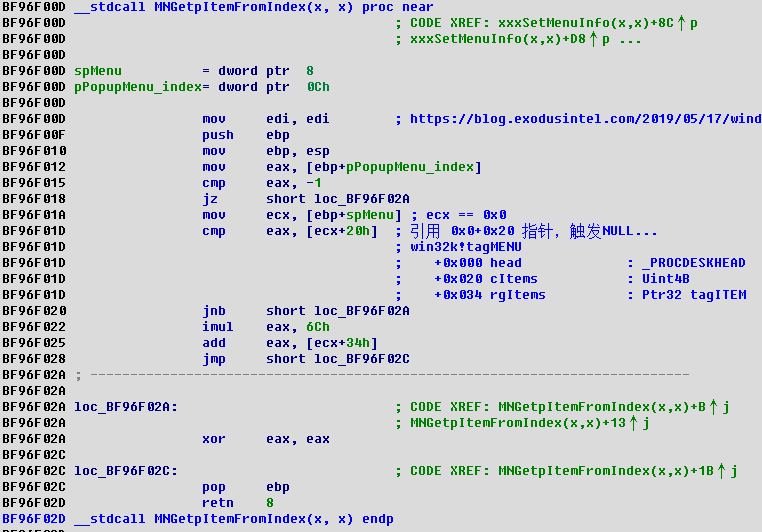 BF96F00D __stdcall MNGetpItemFromIndex(x, x) proc near
BF96F00D ; CODE XREF: xxxSetMenuInfo(x,x)+8C↑p
BF96F00D ; xxxSetMenuInfo(x,x)+D8↑p ...
BF96F00D
BF96F00D spMenu = dword ptr 8
BF96F00D pPopupMenu_index= dword ptr 0Ch
BF96F00D
BF96F00D mov edi, edi ; https://blog.exodusintel.com/2019/05/17/wind
BF96F00F push ebp
BF96F010 mov ebp, esp
BF96F012 mov eax, [ebp+pPopupMenu_index]
BF96F015 cmp eax, -1
BF96F018 jz short loc_BF96F02A
BF96F01A mov ecx, [ebp+spMenu] ; ecx == 0x0
BF96F01D cmp eax, [ecx+20h] ; 引用 0x0+0x20 指针，触发NULL...
BF96F01D ; win32k!tagMENU
BF96F01D ; +0x000 head : _PROCDESKHEAD
BF96F01D ; +0x020 cItems : Uint4B
BF96F01D ; +0x034 rgItems : Ptr32 tagITEM
BF96F020 jnb short loc_BF96F02A
BF96F022 imul eax, 6Ch
BF96F025 add eax, [ecx+34h]
BF96F028 jmp short loc_BF96F02C
BF96F02A ; ---------------------------------------------------------------------------
BF96F02A
BF96F02A loc_BF96F02A: ; CODE XREF: MNGetpItemFromIndex(x,x)+B↑j
BF96F02A ; MNGetpItemFromIndex(x,x)+13↑j
BF96F02A xor eax, eax
BF96F02C
BF96F02C loc_BF96F02C: ; CODE XREF: MNGetpItemFromIndex(x,x)+1B↑j
BF96F02C pop ebp
BF96F02D retn 8
BF96F02D __stdcall MNGetpItemFromIndex(x, x) endp